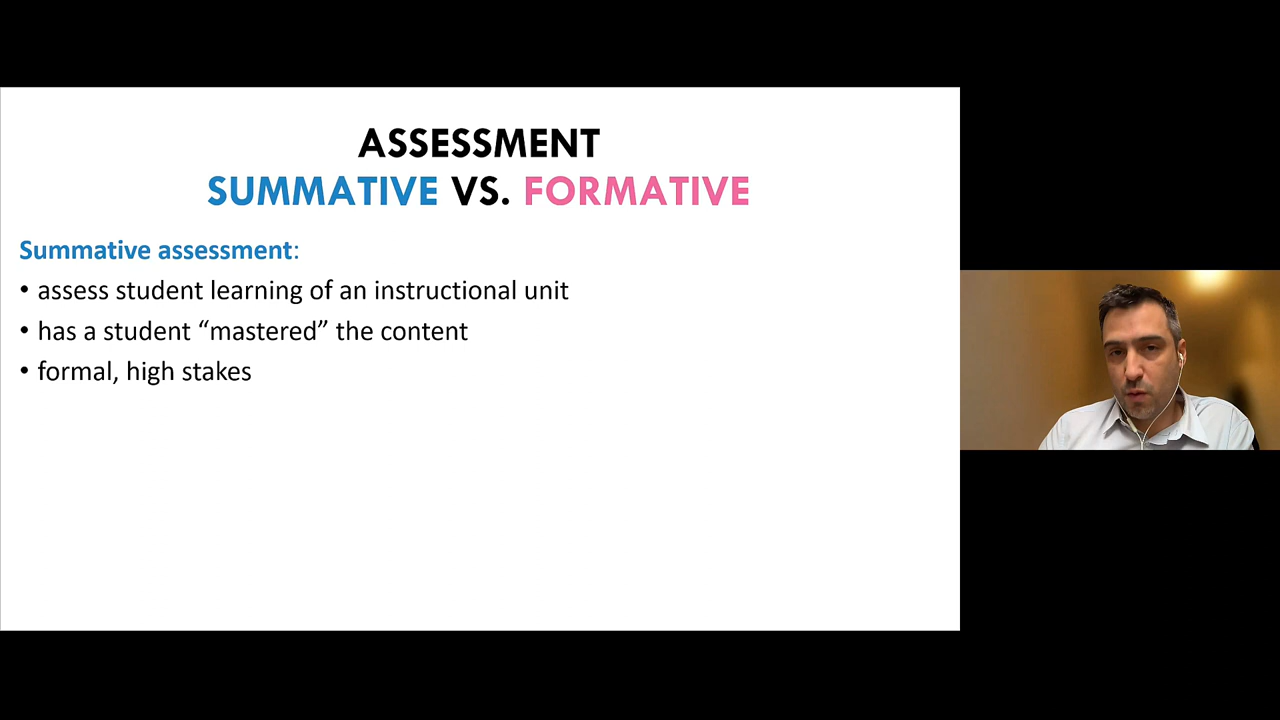 ASSESSMENT
SUMMATIVE VS. FORMATIVE
Summative assessment:
• assess student learning of an instructional unit
• has a student “mastered” the content
• formal, high stakes